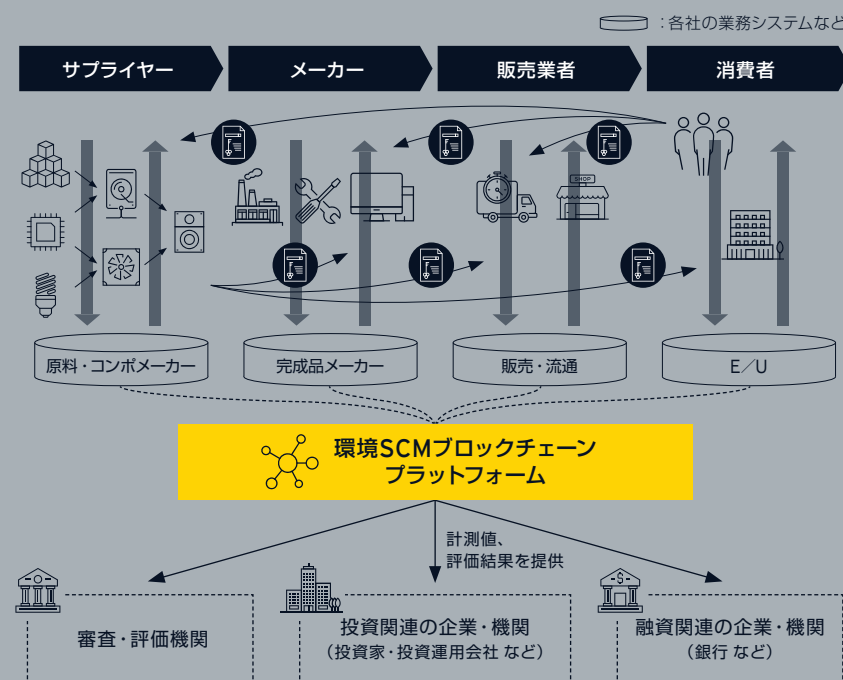 ：各社の業務システムなど
サプライヤー
メーカー
販売業者
消費者
SHOP
原料・コンポメーカー
完成品メーカー
販売・流通
E／U
環境SCMブロックチェーン
プラットフォーム
計測値、
評価結果を提供
$
審査・評価機関
投資関連の企業・機関
（投資家・投資運用会社 など）
融資関連の企業・機関
（銀行 など）